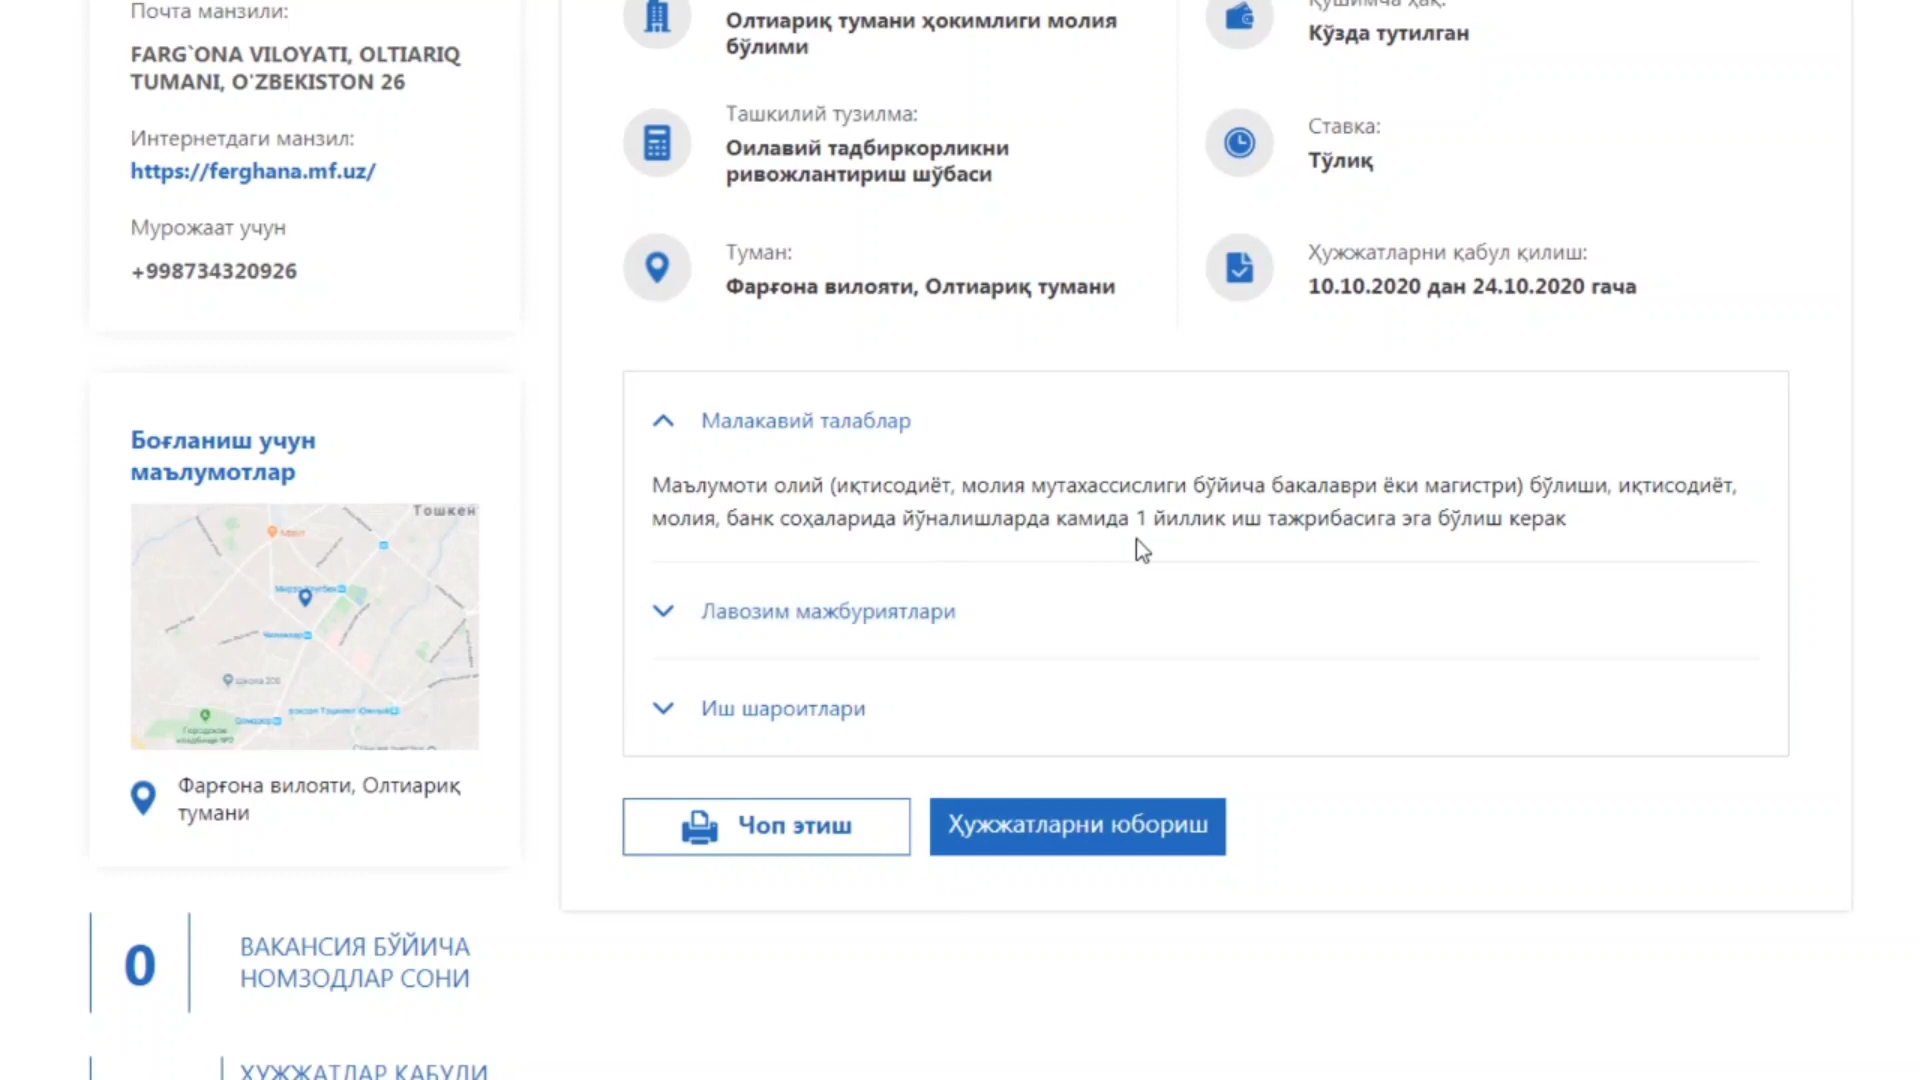 Почта манзили:
FARG`ONA VILOYATI, OLTIARIQ
TUMANI, O'ZBEKISTON 26
Интернетдаги манзил:
https://ferghana.mf.uz/
Мурожаат учун
+998734320926
Боғланиш учун
маълумотлар
Тошкен
Школа 200
Фарғона вилояти, Олтиариқ
тумани
0
ВАКАНСИЯ БЎЙИЧА
НОМЗОДЛАР СОНИ
ҲУЖЖАТЛАР ҚАБУЛИ
Олтиариқ тумани ҳокимлиги молия
бўлими
Ташкилий тузилма:
Оилавий тадбиркорликни
ривожлантириш шўбаси
Туман:
Фарғона вилояти, Олтиариқ тумани
Қўшимча ҳақ:
Кўзда тутилган
Ставка:
Тўлиқ
Ҳужжатларни қабул қилиш:
10.10.2020 дан 24.10.2020 гача
Малакавий талаблар
Маълумоти олий (иқтисодиёт, молия мутахассислиги бўйича бакалаври ёки магистри) бўлиши, иқтисодиёт,
молия, банк соҳаларида йўналишларда камида 1 йиллик иш тажрибасига эга бўлиш керак
Лавозим мажбуриятлари
Иш шароитлари
Чоп этиш
Ҳужжатларни юбориш